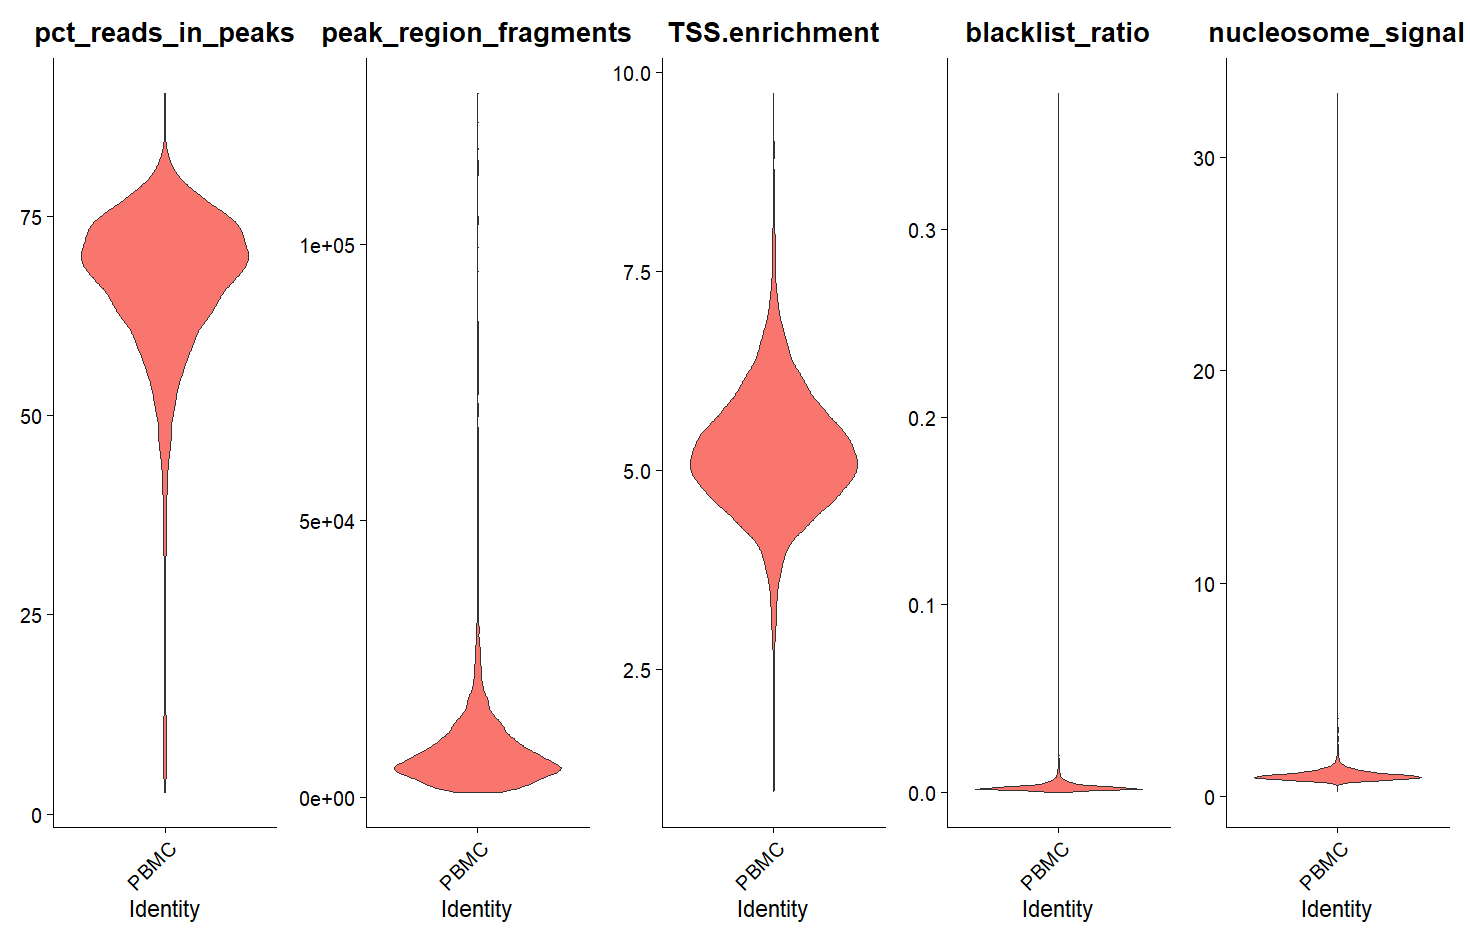 pct_reads_in_peaks
75
50
25
0
PBMC
Identity
peak_region_fragments
1e+05
5e+04
0e+00
PBMC
Identity
TSS.enrichment
10.0
7.5
5.0
2.5
PBMC
Identity
blacklist_ratio
0.3
0.2
0.1
0.0
PBMC
Identity
nucleosome_signal
30
20
10
0
PBMC
Identity